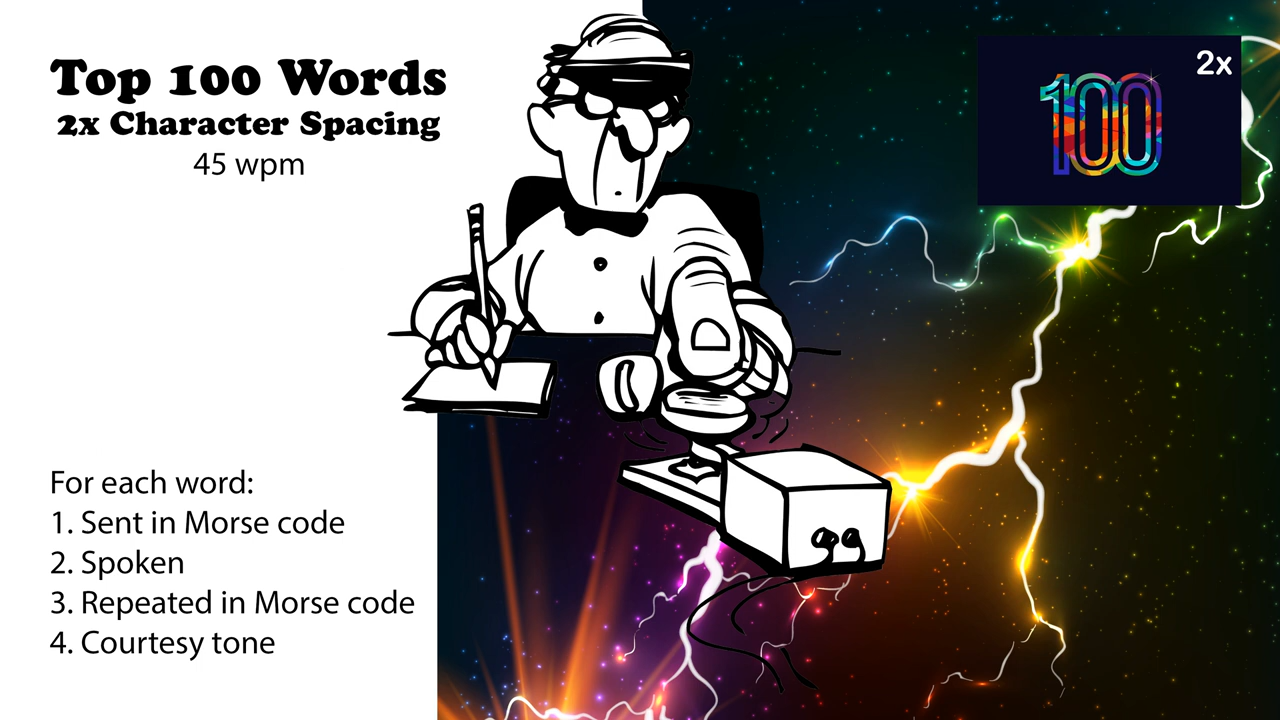 Top 100 Words
2x Character Spacing
45 wpm
2x
100
For each word:
1. Sent in Morse code
2. Spoken
3. Repeated in Morse code
4. Courtesy tone